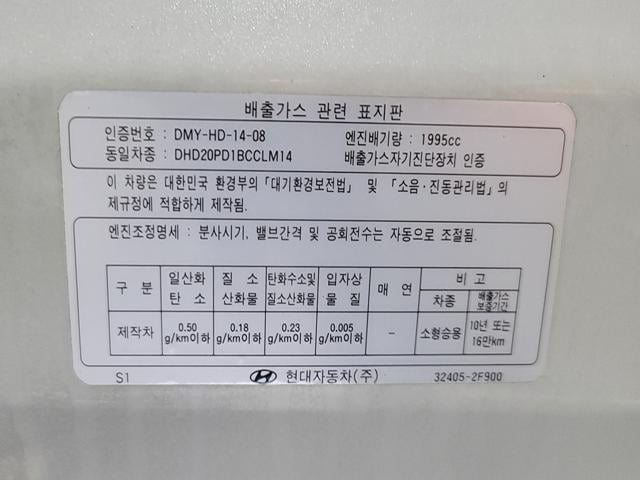 배출가스 관련 표지판
인증번호 : DMY-HD-14-08 엔진배기량 : 1995cc
동일차종 : DHD20PD1BCCLM14 배출가스자기진단장치 인증
이 차량은 대한민국 환경부의 「대기환경보전법」 및 「소음·진동관리법」의
제규정에 적합하게 제작됨.
엔진조정명세 : 분사시기, 밸브간격 및 공회전수는 자동으로 조절됨.
구 분 일산화탄소 질 소 산화물 탄화수소및 질소산화물 입자상 물 질 매 연 비 고
차종 배출가스 보증기간
제작차 0.50 g/km이하 0.18 g/km이하 0.23 g/km이하 0.005 g/km이하 - 소형승용 10년 또는 16만km
S1 현대자동차(주) 32405-2F900